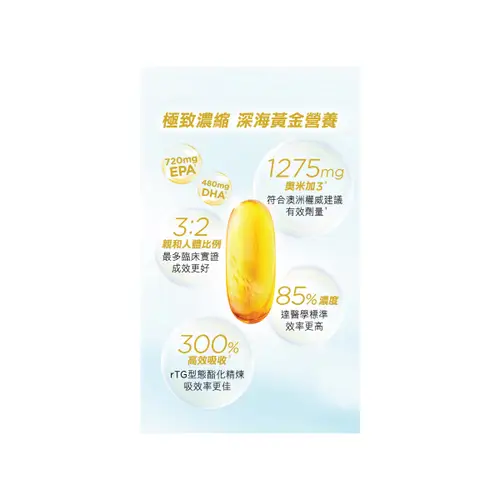 極致濃縮 深海黃金營養
720mg
EPA
480mg
DHA
1275mg
奧米加3
符合澳洲權威建議
有效劑量
3:2
親和人體比例
最多臨床實證
成效更好
85%濃度
達醫學標準
效率更高
300%
高效吸收
rTG型態酯化精煉
吸效率更佳